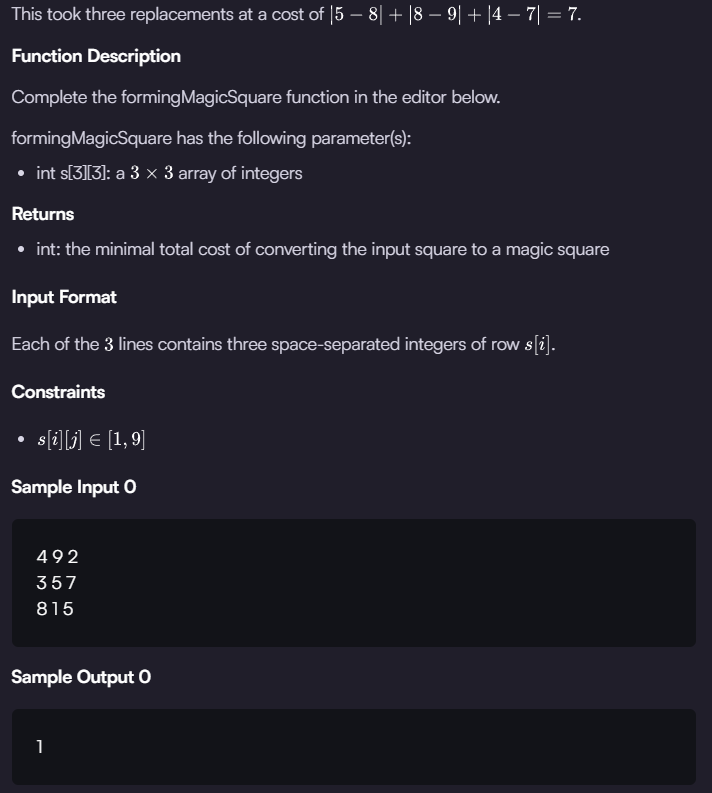 This took three replacements at a cost of |5 − 8| + |8 − 9| + |4 − 7| = 7.
Function Description
Complete the formingMagicSquare function in the editor below.
formingMagicSquare has the following parameter(s):
• int s[3][3]: a 3 × 3 array of integers
Returns
• int: the minimal total cost of converting the input square to a magic square
Input Format
Each of the 3 lines contains three space-separated integers of row s[i].
Constraints
• s[i][j] ∈ [1, 9]
Sample Input 0
4 9 2
3 5 7
8 1 5
Sample Output 0
1